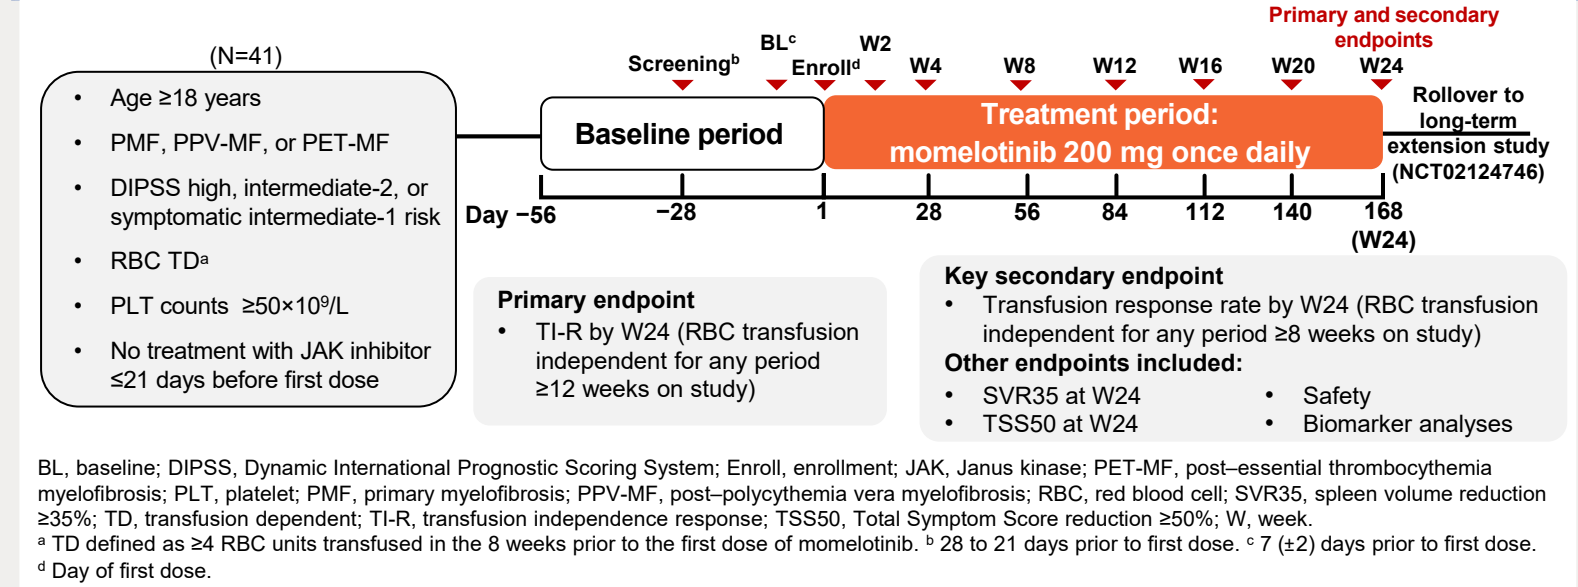 (N=41)
• Age ≥18 years
• PMF, PPV-MF, or PET-MF
• DIPSS high, intermediate-2, or
symptomatic intermediate-1 risk
• RBC TDᵃ
• PLT counts ≥50×10⁹/L
• No treatment with JAK inhibitor
≤21 days before first dose
Primary and secondary
endpoints
Screeningᵇ
BLᶜ
Enrollᵈ
W2
W4
W8
W12
W16
W20
W24
Baseline period
Treatment period:
momelotinib 200 mg once daily
Rollover to
long-term
extension study
(NCT02124746)
Day −56
−28
1
28
56
84
112
140
168
(W24)
Primary endpoint
• TI-R by W24 (RBC transfusion
independent for any period
≥12 weeks on study)
Key secondary endpoint
• Transfusion response rate by W24 (RBC transfusion
independent for any period ≥8 weeks on study)
Other endpoints included:
• SVR35 at W24
• TSS50 at W24
• Safety
• Biomarker analyses
BL, baseline; DIPSS, Dynamic International Prognostic Scoring System; Enroll, enrollment; JAK, Janus kinase; PET-MF, post–essential thrombocythemia
myelofibrosis; PLT, platelet; PMF, primary myelofibrosis; PPV-MF, post–polycythemia vera myelofibrosis; RBC, red blood cell; SVR35, spleen volume reduction
≥35%; TD, transfusion dependent; TI-R, transfusion independence response; TSS50, Total Symptom Score reduction ≥50%; W, week.
ᵃ TD defined as ≥4 RBC units transfused in the 8 weeks prior to the first dose of momelotinib. ᵇ 28 to 21 days prior to first dose. ᶜ 7 (±2) days prior to first dose.
ᵈ Day of first dose.